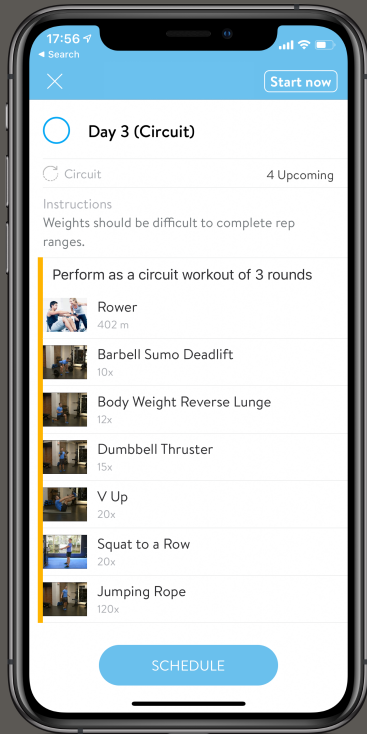 17:56
Search
Start now
Day 3 (Circuit)
Circuit
4 Upcoming
Instructions
Weights should be difficult to complete rep
ranges.
Perform as a circuit workout of 3 rounds
Rower
402 m
Barbell Sumo Deadlift
10x
Body Weight Reverse Lunge
12x
Dumbbell Thruster
15x
V Up
20x
Squat to a Row
20x
Jumping Rope
120x
SCHEDULE